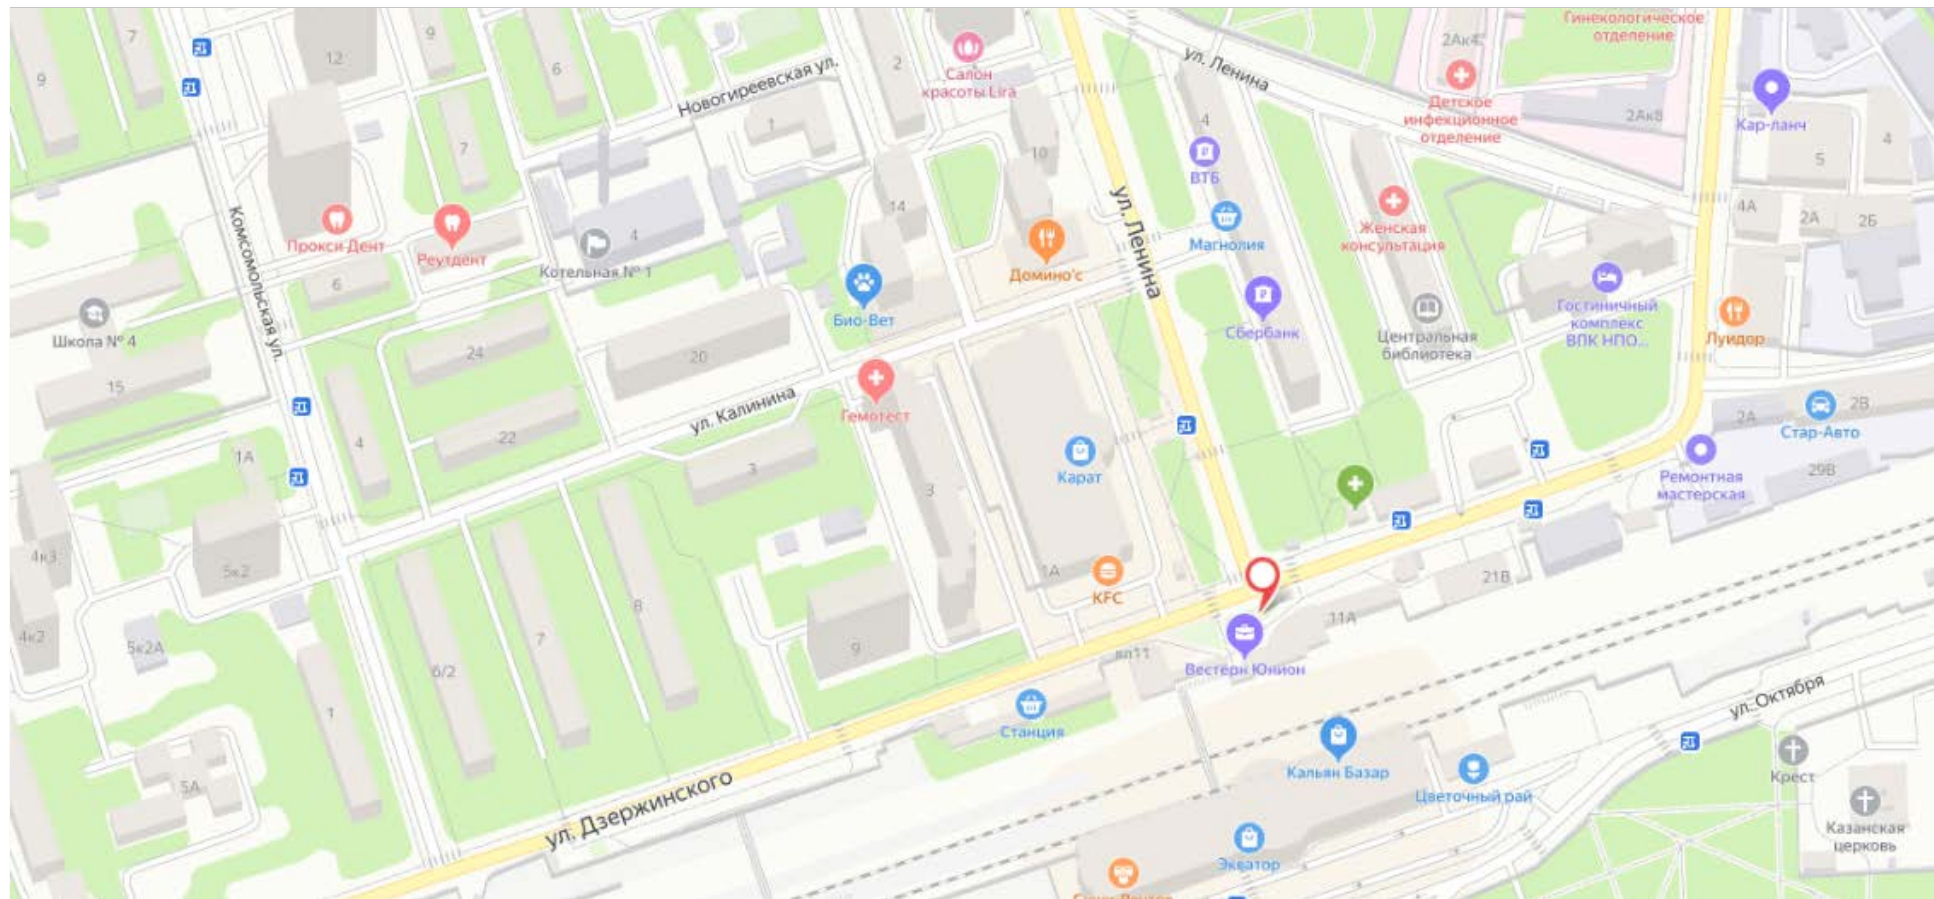 Гинекологическое
отделение
7
9
12
9
6
2
Салон
красоты Lira
ул. Ленина
2Ак4
Детское
инфекционное
отделение
2Ак8
Кар-ланч
9
Новогиреевская ул.
7
1
10
4
ВТБ
5
4
Комсомольская ул.
Прокси Дент
Реутдент
4
Котельная № 1
14
Домино'с
ул. Ленина
Магнолия
Женская
консультация
4А
2А
2Б
Школа № 4
6
Био-Вет
Сбербанк
Центральная
библиотека
Гостиничный
комплекс
ВПК НПО...
Луидор
15
24
20
ул. Калинина
Гемотест
2А
2В
Стар-Авто
1А
4
22
3
3
Карат
Ремонтная
мастерская
29В
4к3
5к2
8
1А
KFC
21В
11А
4к2
5к2А
6/2
7
9
вл11
Вестерн Юнион
1
Станция
ул. Октября
5А
ул. Дзержинского
Кальян Базар
Цветочный рай
Крест
Казанская
церковь
Экватор